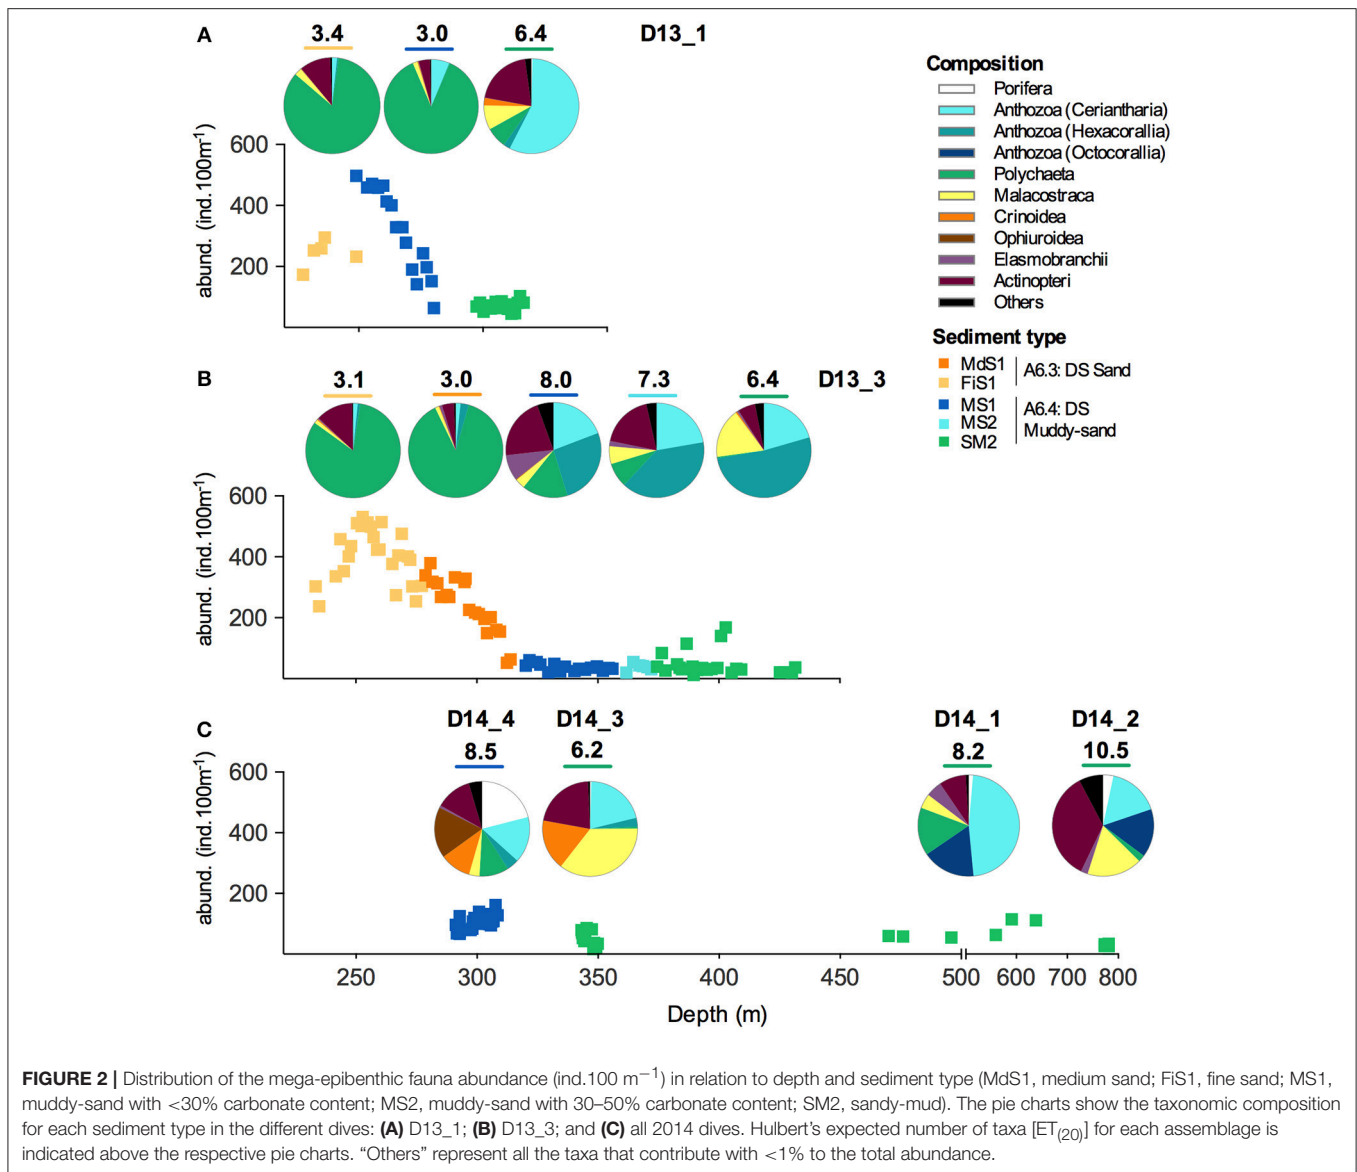 A
3.4 3.0 6.4 D13_1
abund. (ind.100m⁻¹)
600
400
200
Composition
Porifera
Anthozoa (Ceriantharia)
Anthozoa (Hexacorallia)
Anthozoa (Octocorallia)
Polychaeta
Malacostraca
Crinoidea
Ophiuroidea
Elasmobranchii
Actinopteri
Others
Sediment type
MdS1
FiS1
A6.3: DS Sand
MS1
MS2
SM2
A6.4: DS
Muddy-sand
B
3.1 3.0 8.0 7.3 6.4 D13_3
abund. (ind.100m⁻¹)
600
400
200
C
D14_4 D14_3 D14_1 D14_2
8.5 6.2 8.2 10.5
abund. (ind.100m⁻¹)
600
400
200
250 300 350 400 450 500 600 700 800
Depth (m)
FIGURE 2 | Distribution of the mega-epibenthic fauna abundance (ind.100 m⁻¹) in relation to depth and sediment type (MdS1, medium sand; FiS1, fine sand; MS1,
muddy-sand with <30% carbonate content; MS2, muddy-sand with 30–50% carbonate content; SM2, sandy-mud). The pie charts show the taxonomic composition
for each sediment type in the different dives: (A) D13_1; (B) D13_3; and (C) all 2014 dives. Hulbert's expected number of taxa [ET(20)] for each assemblage is
indicated above the respective pie charts. “Others” represent all the taxa that contribute with <1% to the total abundance.